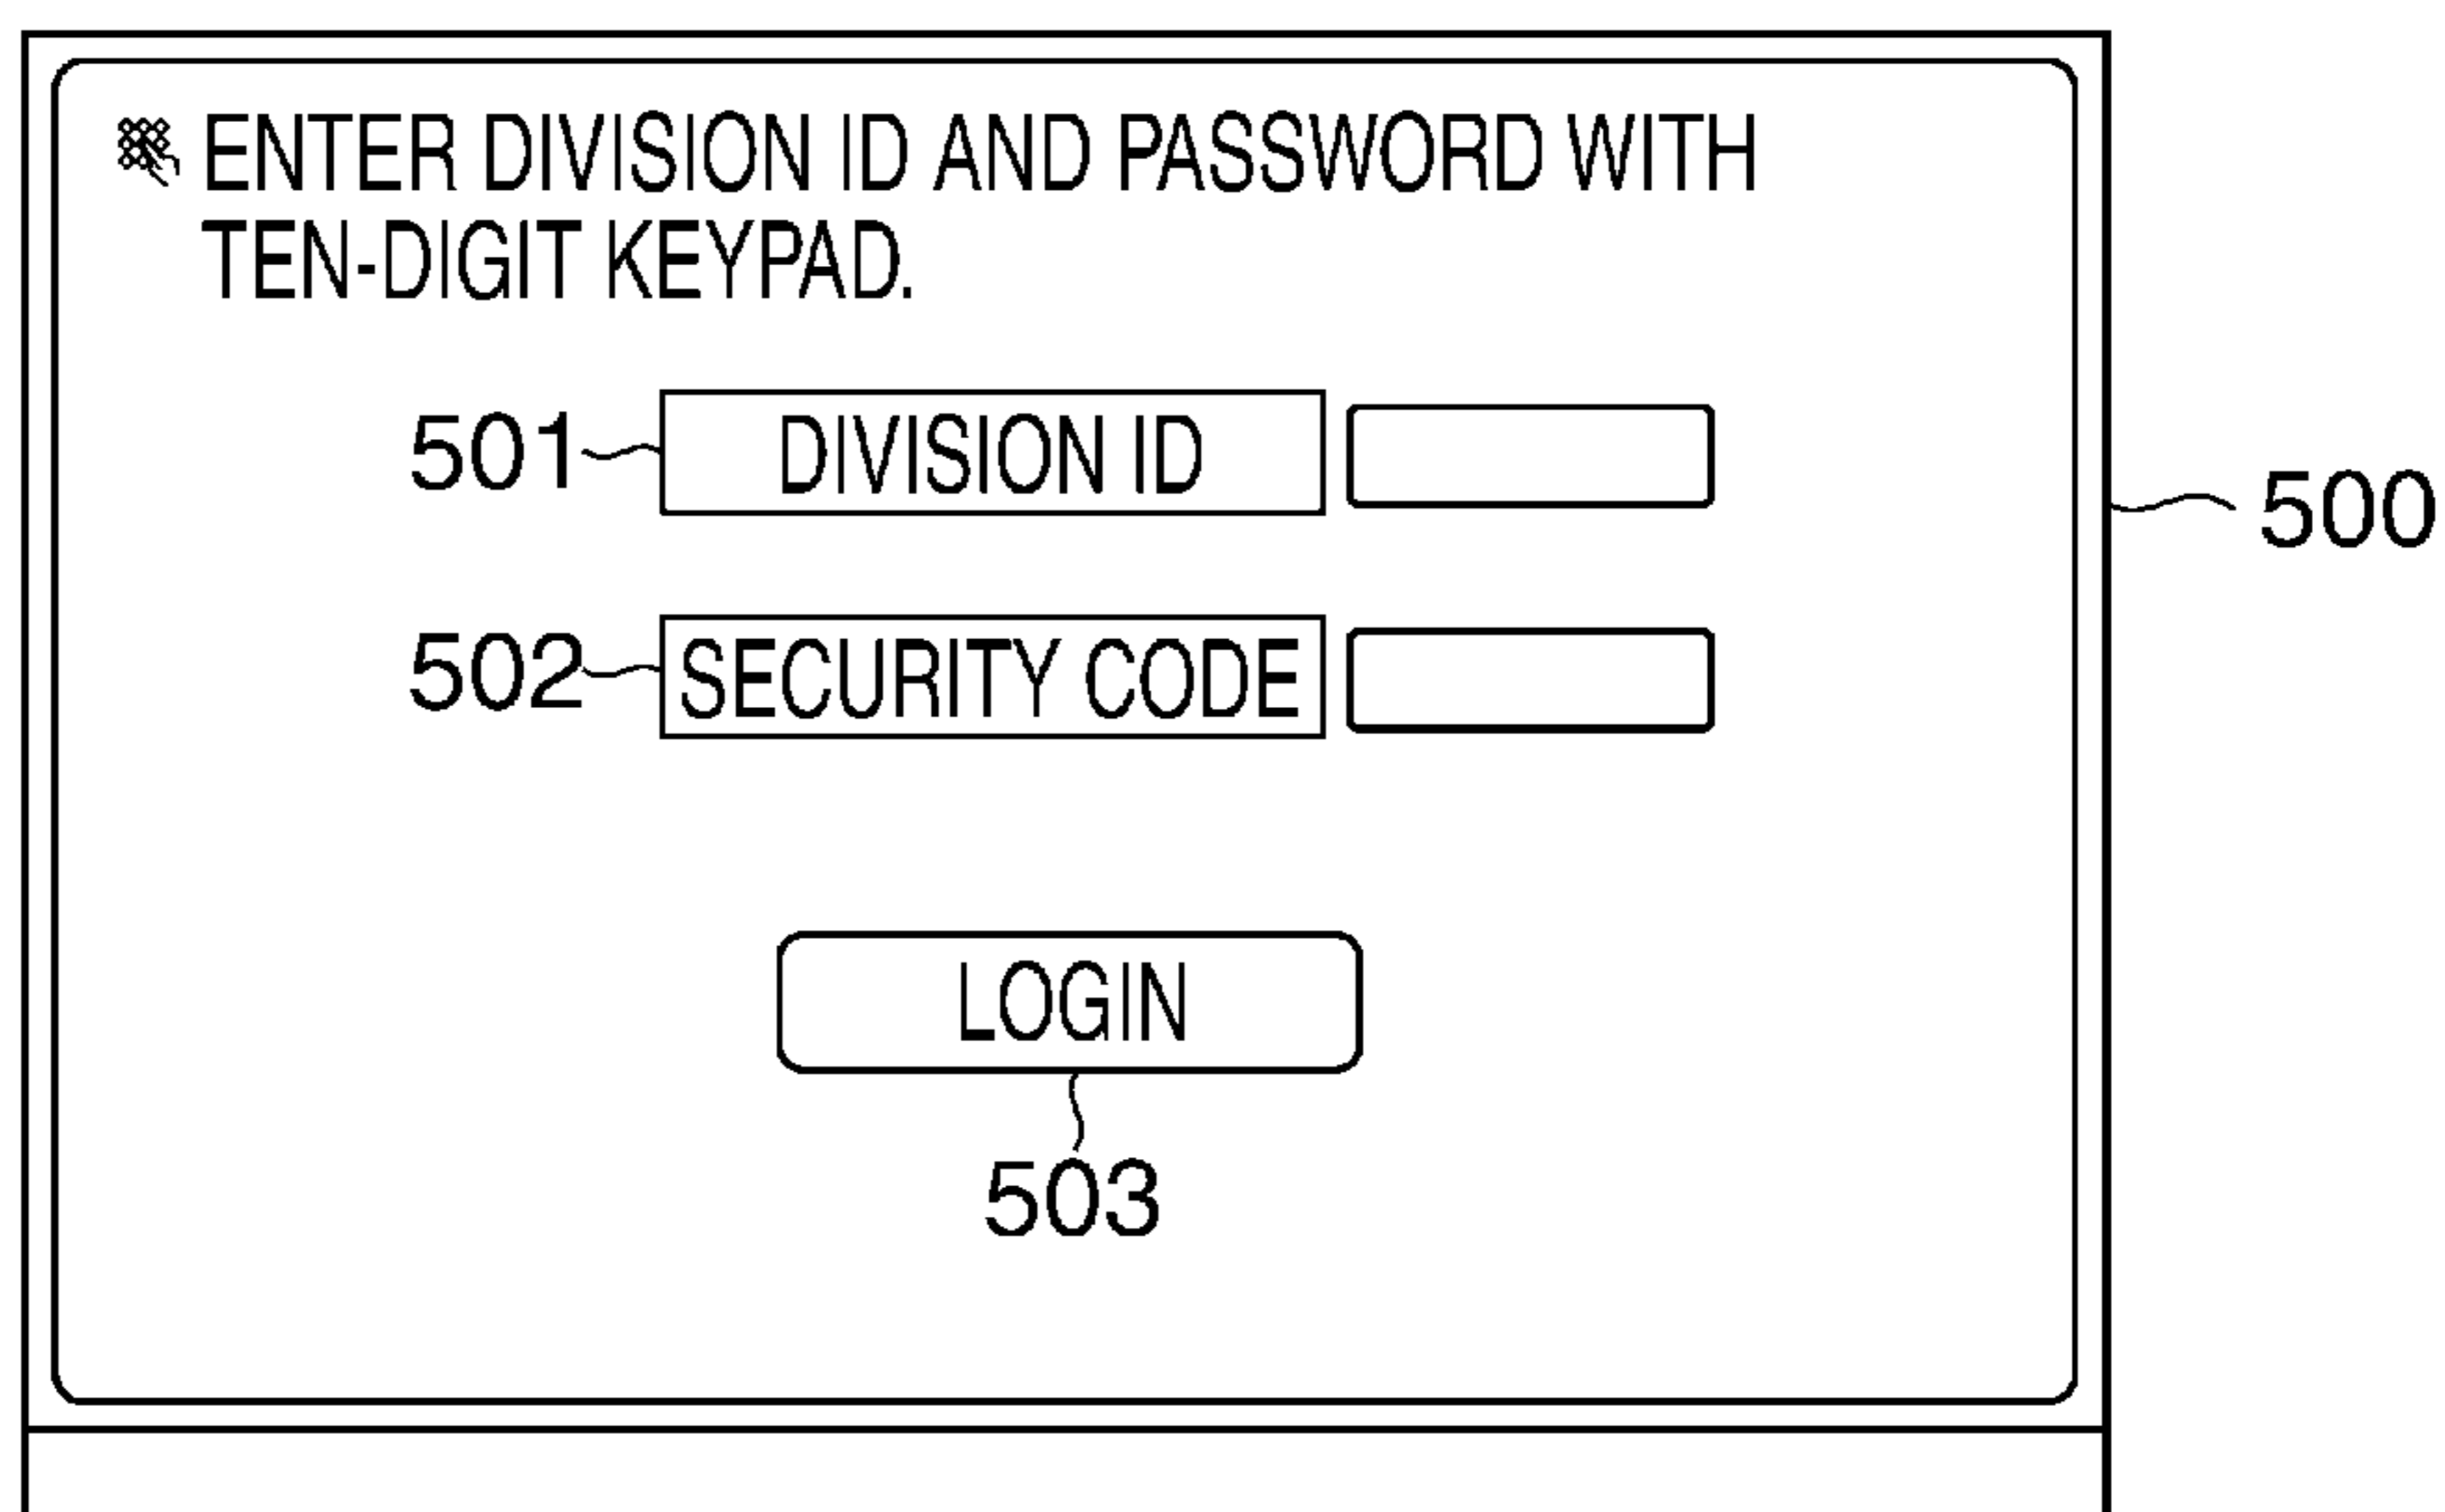 ENTER DIVISION ID AND PASSWORD WITH
TEN-DIGIT KEYPAD.
501 DIVISION ID
500
502 SECURITY CODE
LOGIN
503